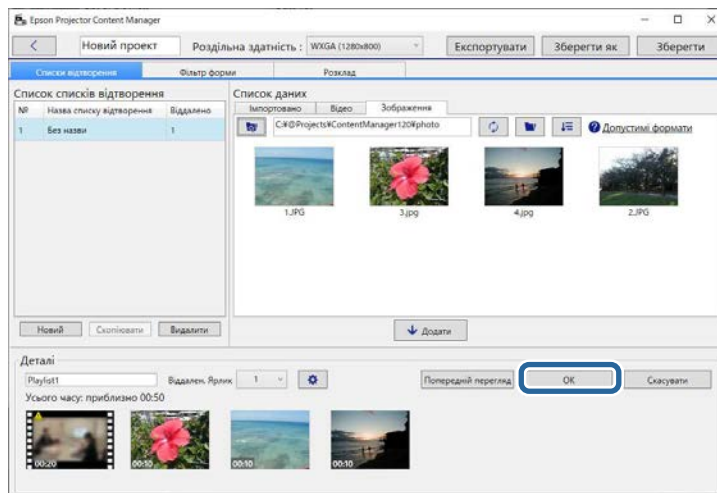 Epson Projector Content Manager
Новий проект Роздільна здатність : WXGA (1280x800) Експортувати Зберегти як Зберегти
Списки відтворення Фільтр форми Розклад
Список списків відтворення Список даних
№ Назва списку відтворення Віддалено Імпортовано Відео Зображення
1 Без назви 1 C:¥@Projects¥ContentManager120¥photo Допустимі формати
1.JPG 3.jpg 4.jpg 2.JPG
Новий Скопіювати Видалити Додати
Деталі
Playlist1 Віддален. Ярлик 1 Попередній перегляд OK Скасувати
Усього часу: приблизно 00:50
00:20 00:10 00:10 00:10